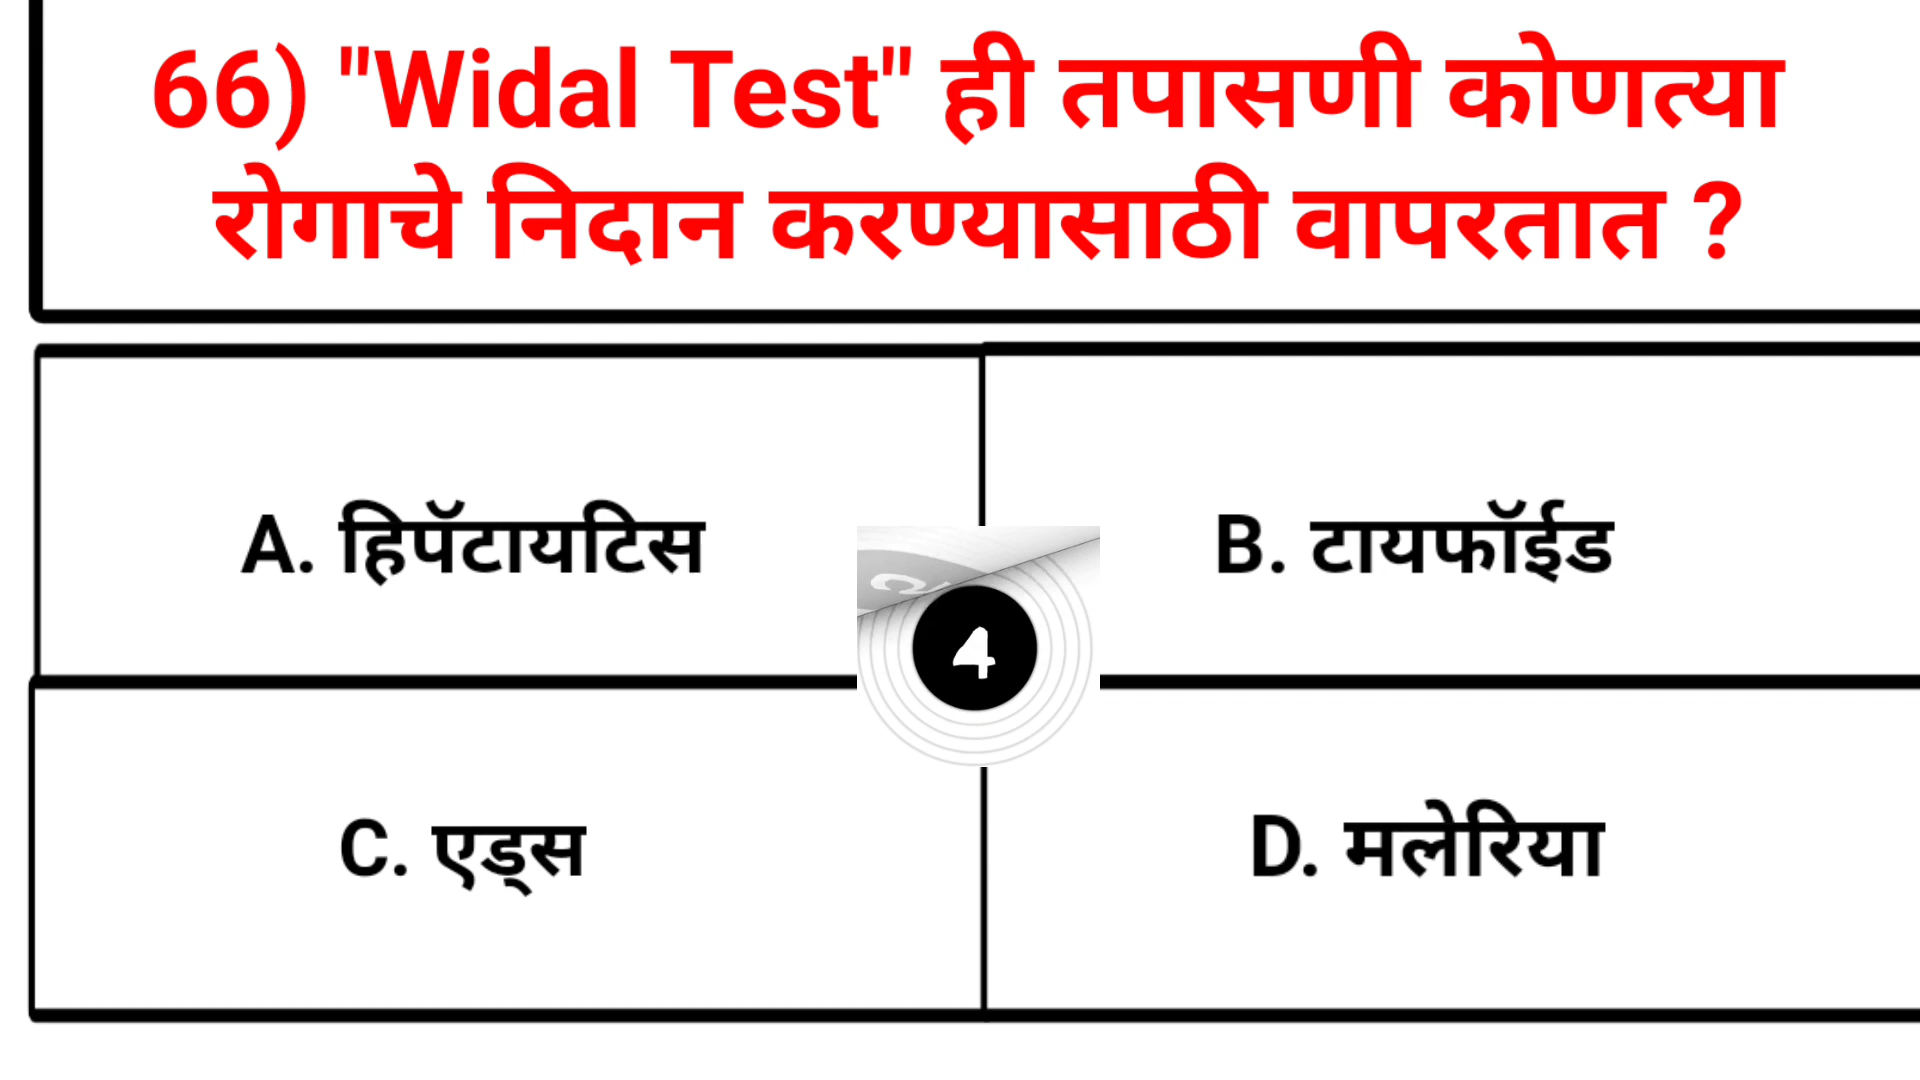 66) "Widal Test" ही तपासणी कोणत्या
रोगाचे निदान करण्यासाठी वापरतात ?
A. हिपॅटायटिस
B. टायफॉईड
4
C. एड्स
D. मलेरिया